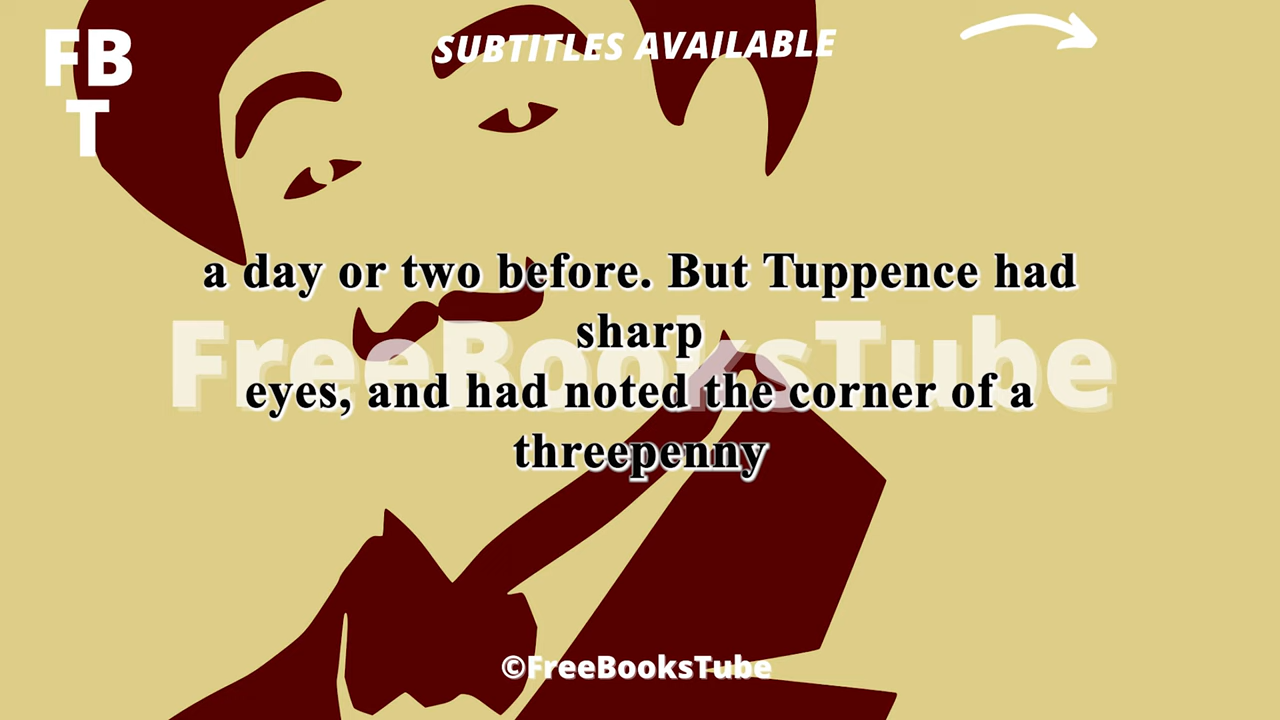 FB
T
SUBTITLES AVAILABLE
a day or two before. But Tuppence had
sharp
FreeBooksTube
eyes, and had noted the corner of a
threepenny
©FreeBooksTube